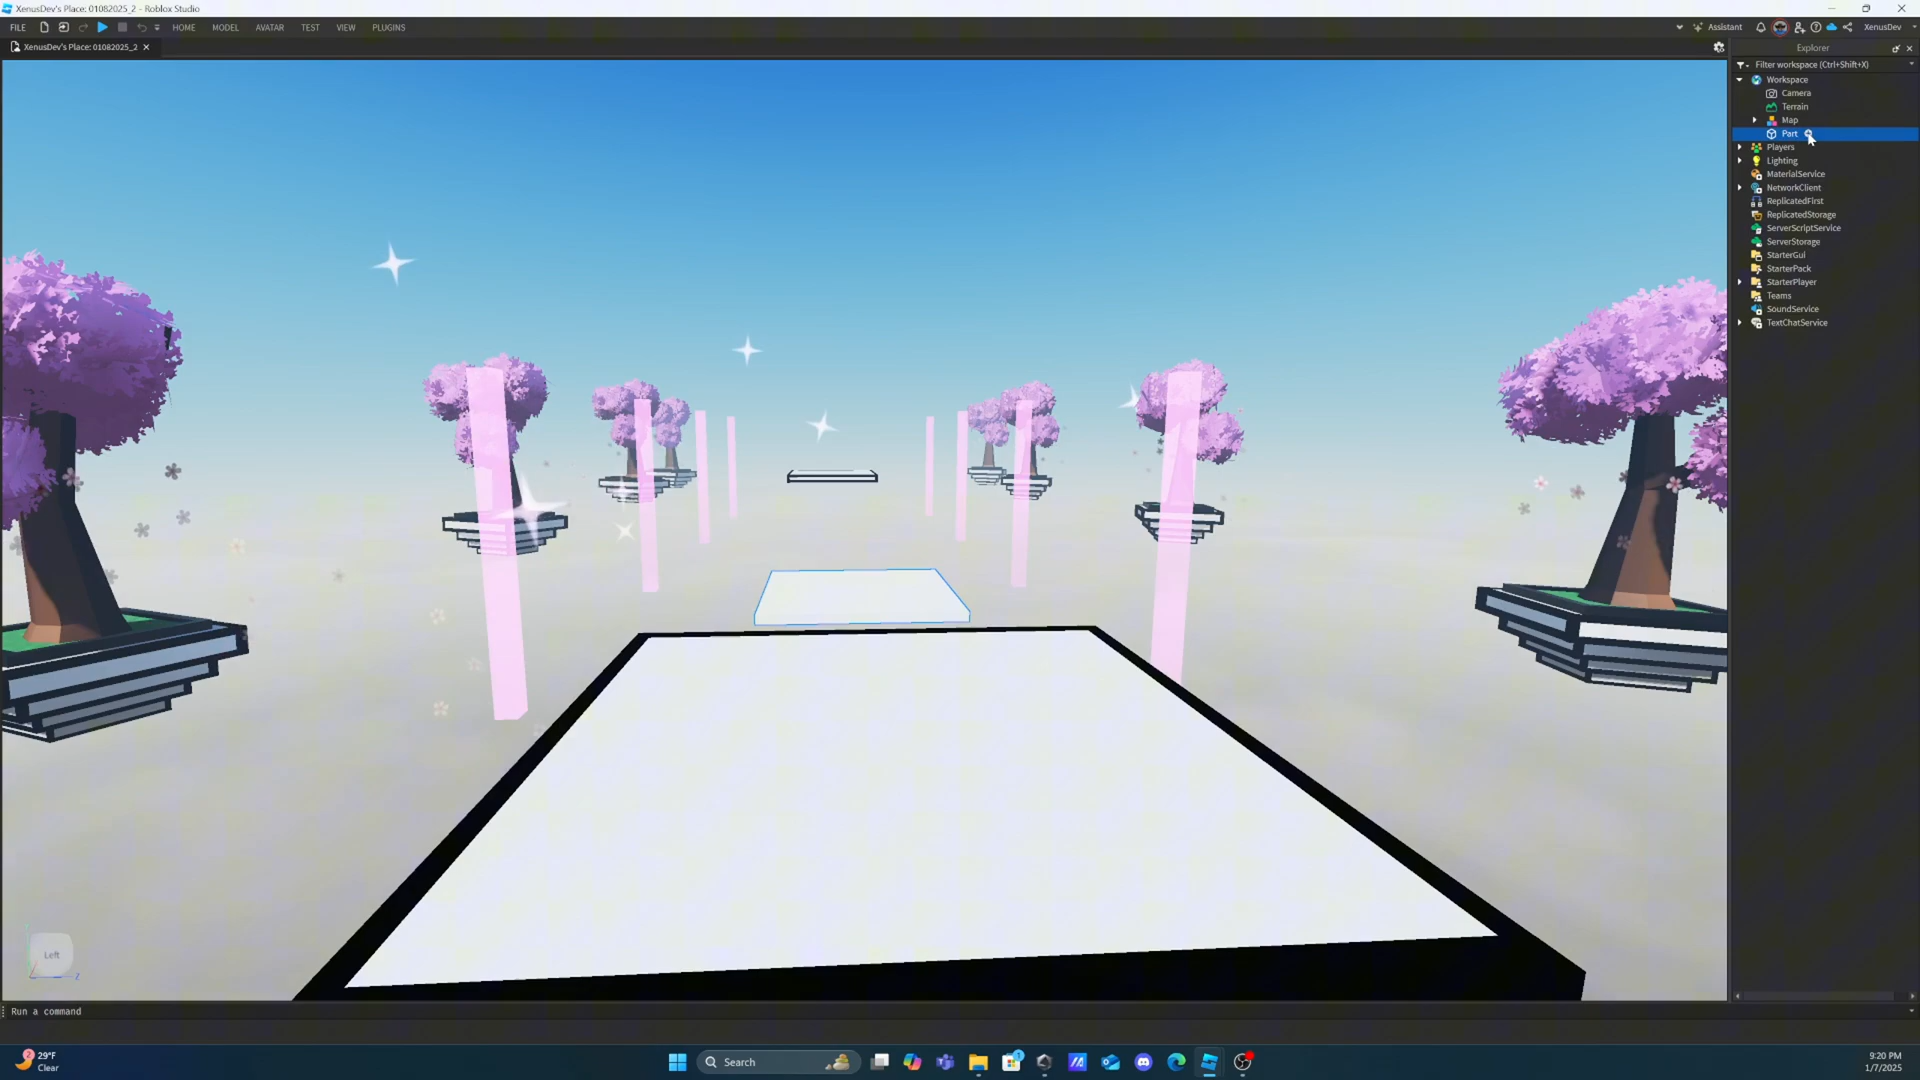 XenusDev's Place: 01082025_2 - Roblox Studio
FILE HOME MODEL AVATAR TEST VIEW PLUGINS Assistant XenusDev
XenusDev's Place: 01082025_2
Explorer
Filter workspace (Ctrl+Shift+X)
Workspace
Camera
Terrain
Map
Part
Players
Lighting
MaterialService
NetworkClient
ReplicatedFirst
ReplicatedStorage
ServerScriptService
ServerStorage
StarterGui
StarterPack
StarterPlayer
Teams
SoundService
TextChatService
Left
Z
Run a command
29°F
Clear
Search
9:20 PM
1/7/2025